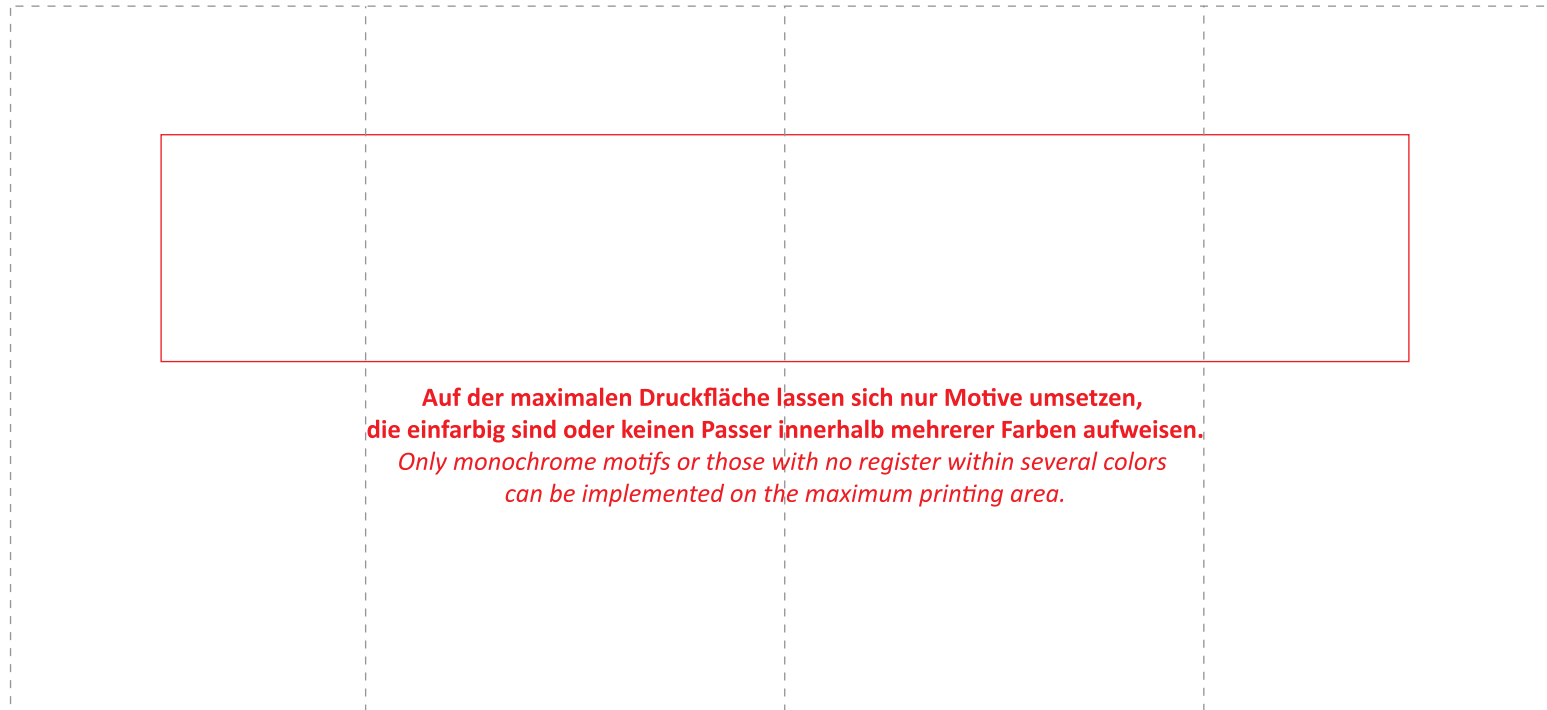 Auf der maximalen Druckfläche lassen sich nur Motive umsetzen,
die einfarbig sind oder keinen Passer innerhalb mehrerer Farben aufweisen.
Only monochrome motifs or those with no register within several colors
can be implemented on the maximum printing area.